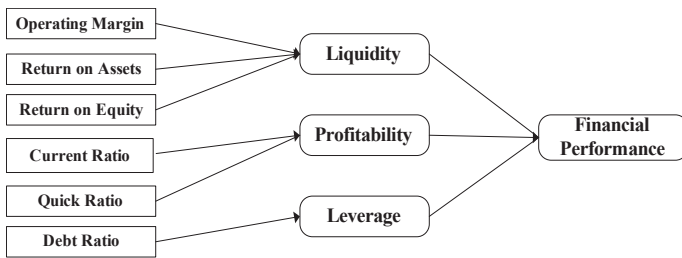 Operating Margin
Return on Assets
Return on Equity
Current Ratio
Quick Ratio
Debt Ratio
Liquidity
Profitability
Leverage
Financial
Performance